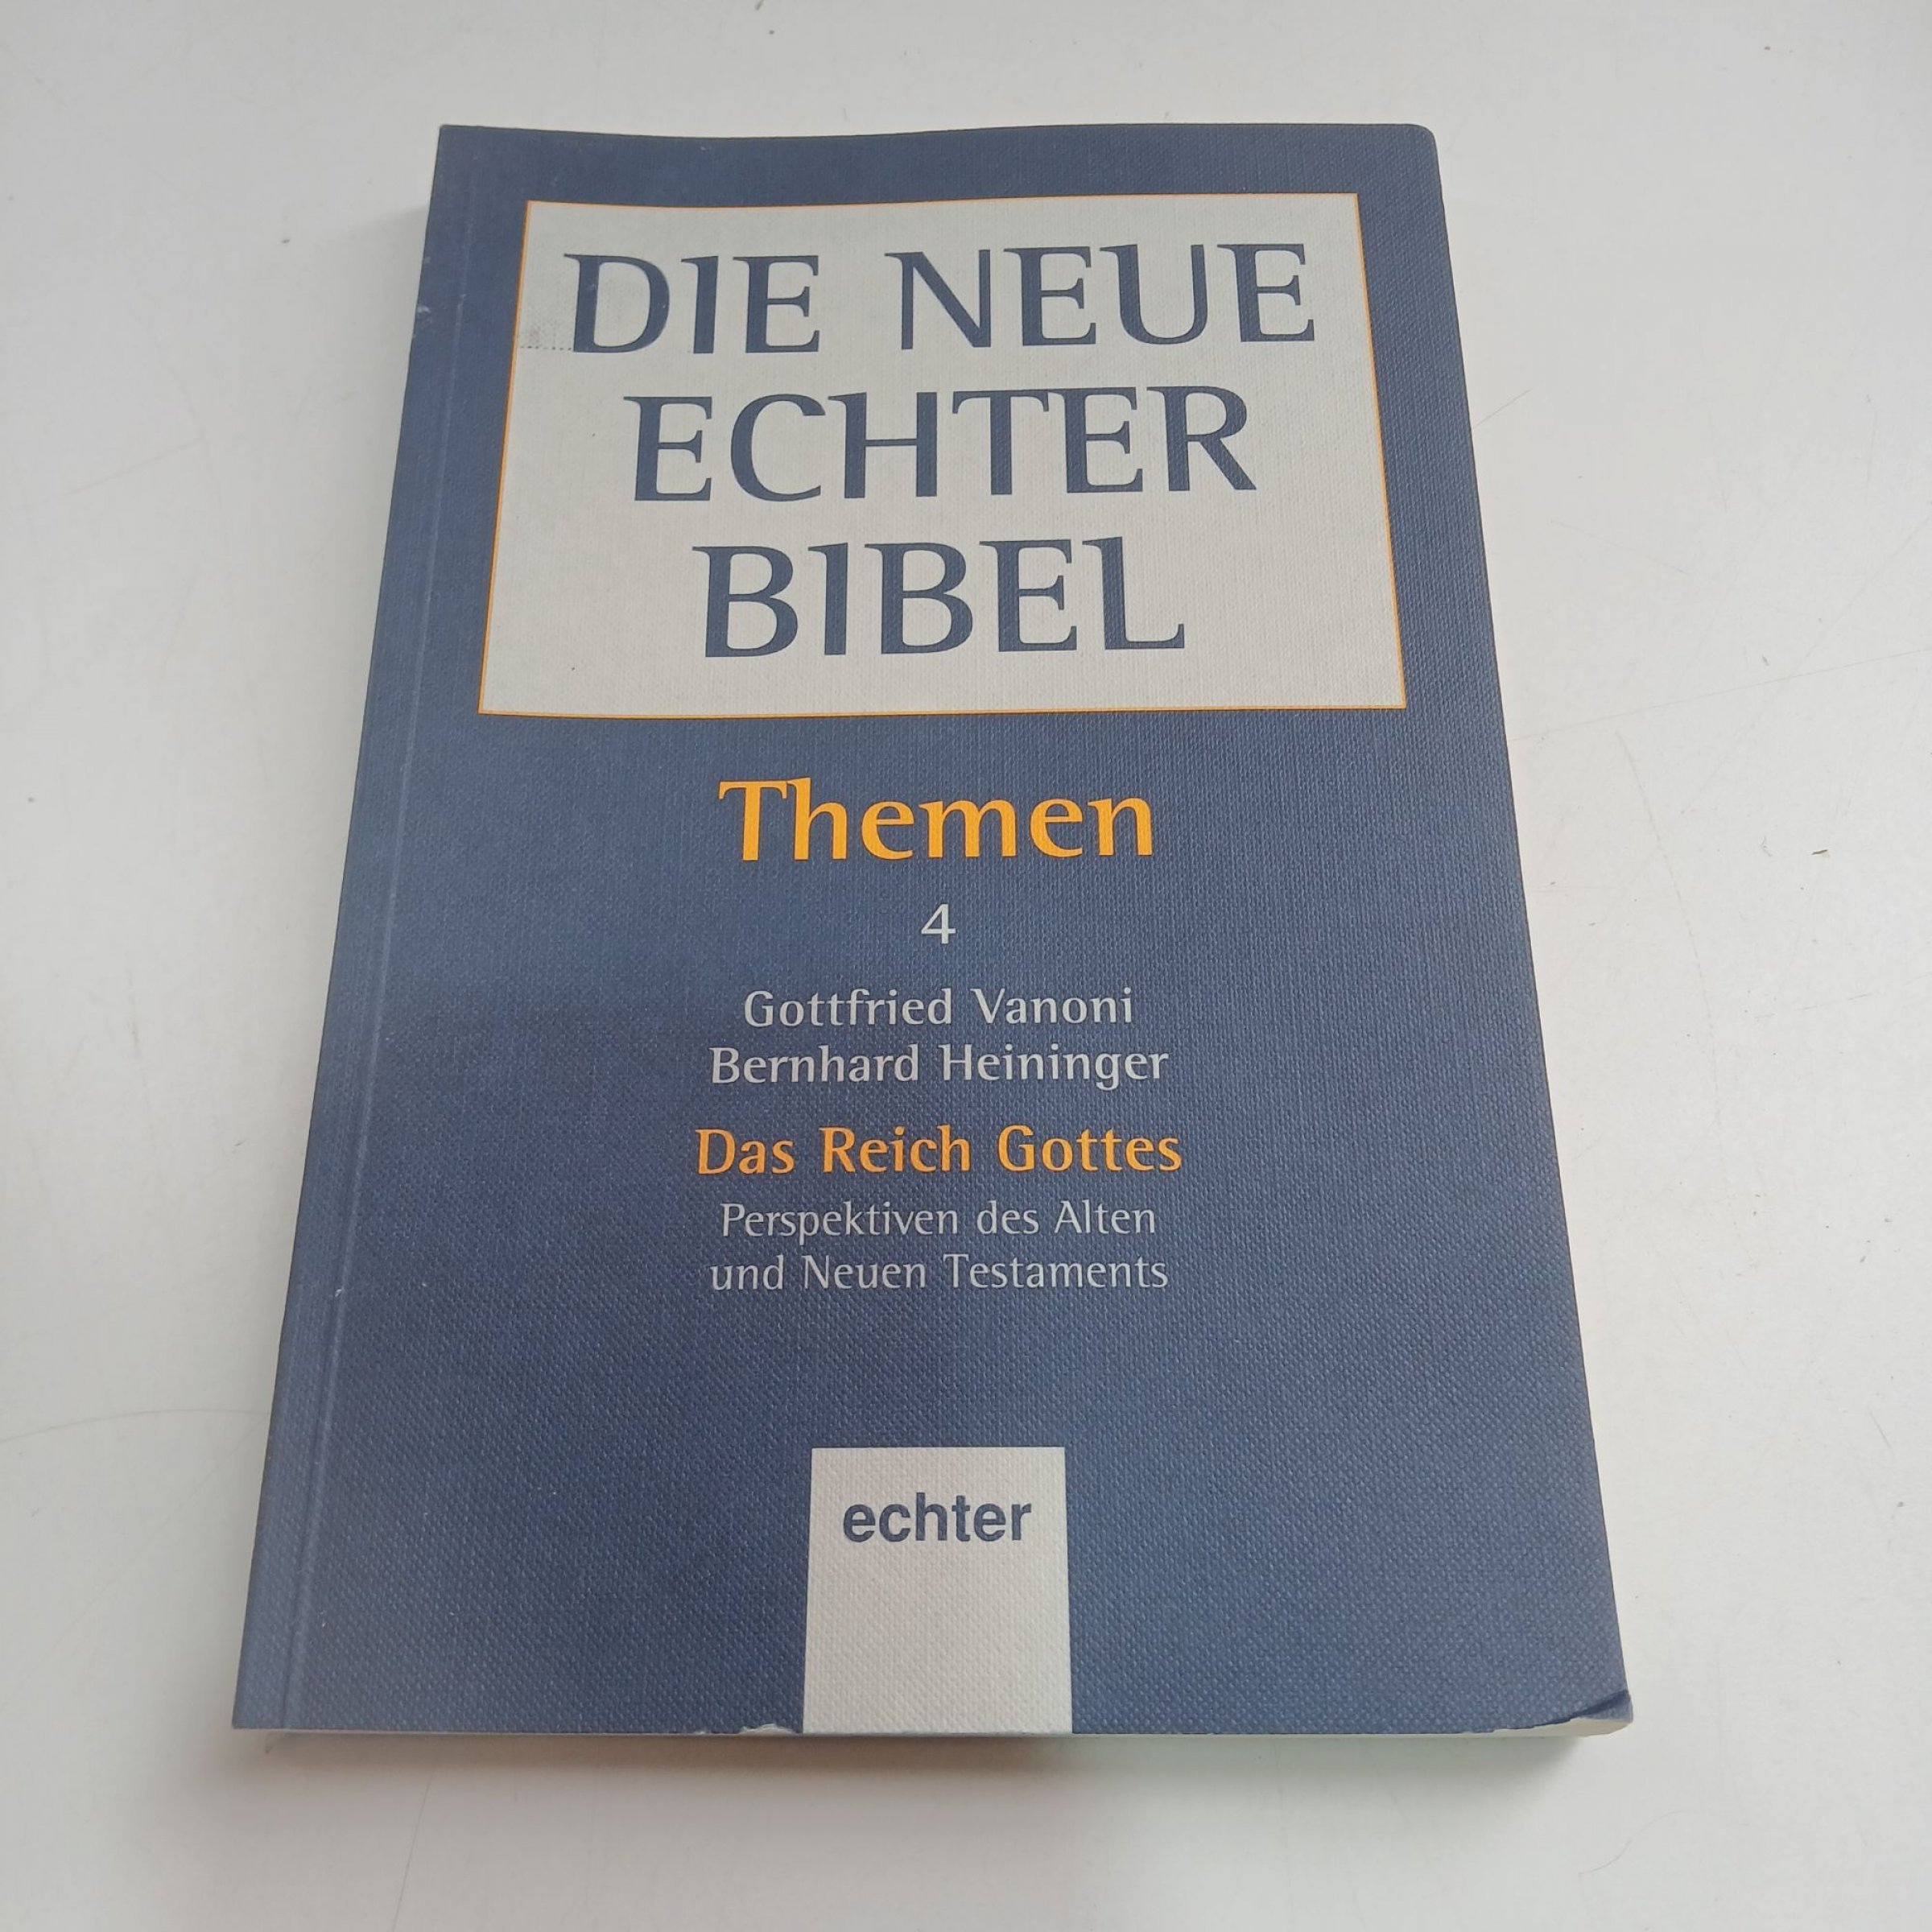 DIE NEUE
ECHTER
BIBEL
Themen
4
Gottfried Vanoni
Bernhard Heininger
Das Reich Gottes
Perspektiven des Alten
und Neuen Testaments
echter